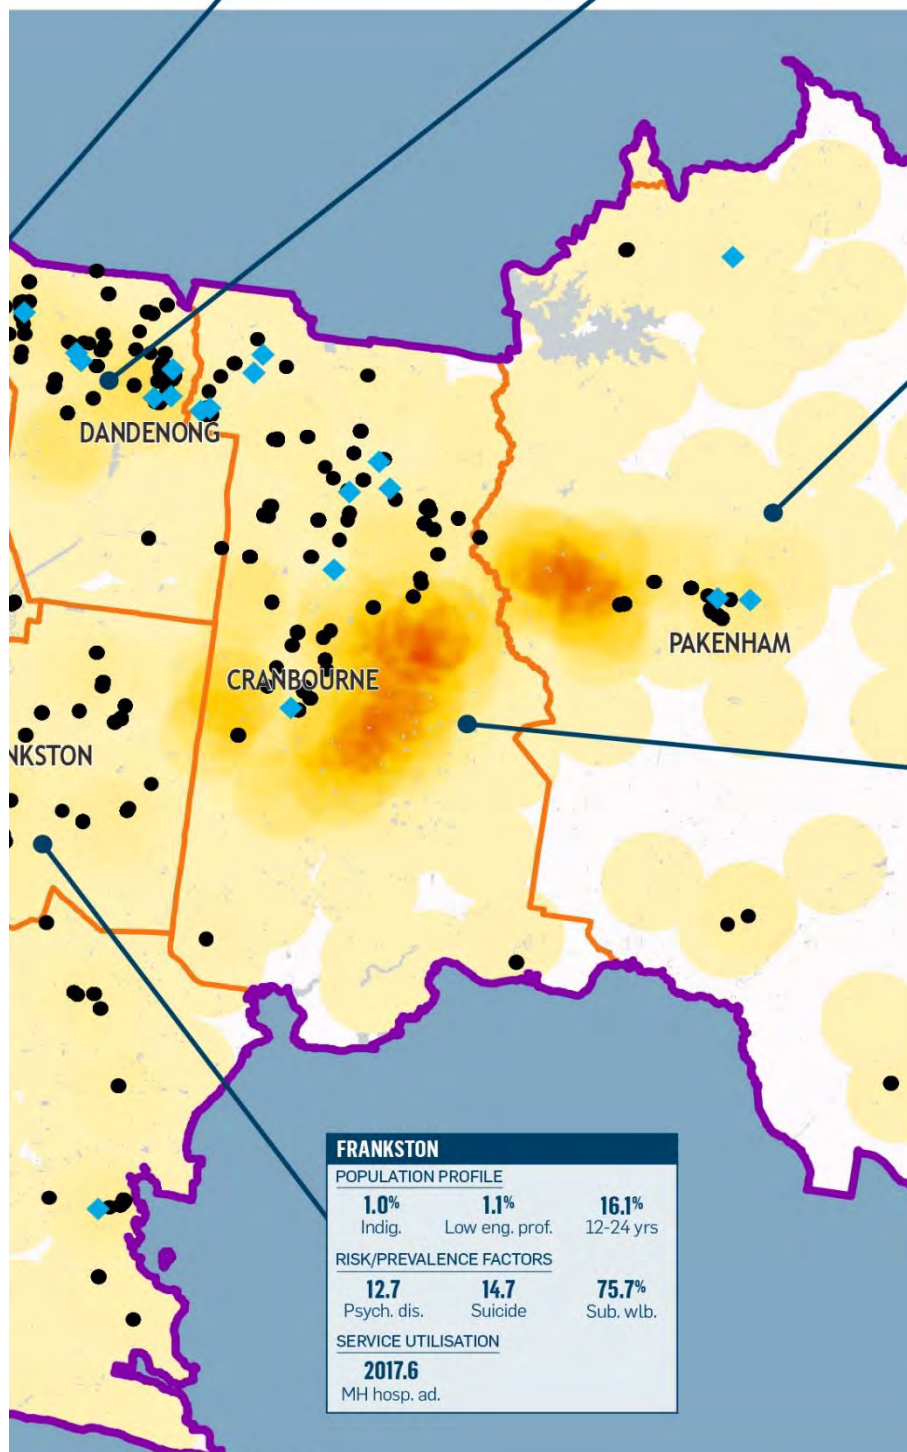 DANDENONG
PAKENHAM
CRANBOURNE
NKSTON
FRANKSTON
POPULATION PROFILE
1.0% 1.1% 16.1%
Indig. Low eng. prof. 12-24 yrs
RISK/PREVALENCE FACTORS
12.7 14.7 75.7%
Psych. dis. Suicide Sub. wlb.
SERVICE UTILISATION
2017.6
MH hosp. ad.